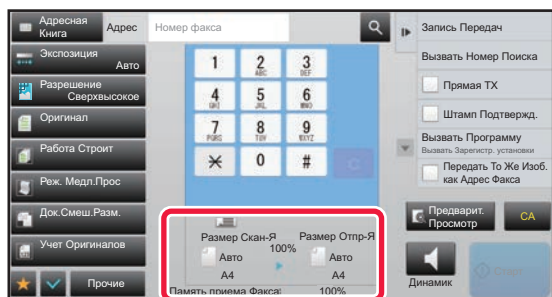 Адресная Книга
Адрес
Номер факса
Запись Передач
Экспозиция
Авто
Вызвать Номер Поиска
Разрешение
Сверхвысокое
Прямая TX
Оригинал
Штамп Подтвержд.
Работа Строит
Вызвать Программу
Вызвать Зарегистр. установки
Реж. Медл.Прос
Передать То Же Изоб. как Адрес Факса
Док.Смеш.Разм.
Учет Оригиналов
Прочие
1
2 ABC
3 DEF
4 GHI
5 JKL
6 MNO
7 PQRS
8 TUV
9 WXYZ
0
#
C
Размер Скан-Я
100%
Размер Отпр-Я
Авто
A4
Авто
A4
Память приема Факса:
100%
Предварит. Просмотр
CA
Динамик
Старт